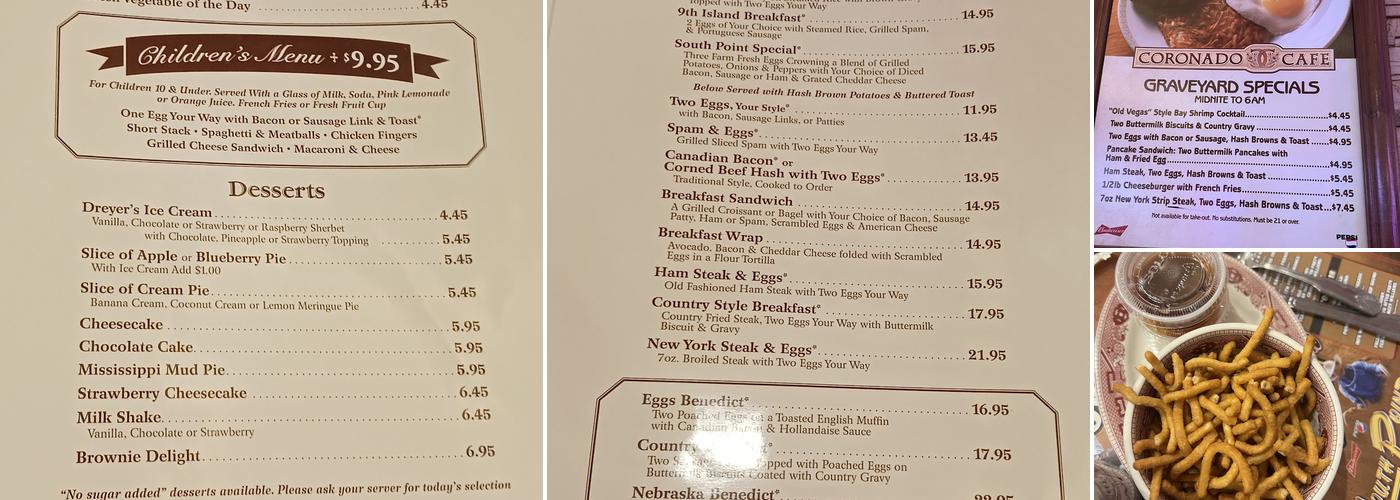 Vegetable of the Day 4.45
Children's Menu + $9.95
For Children 10 & Under. Served With a Glass of Milk, Soda, Pink Lemonade
or Orange Juice. French Fries or Fresh Fruit Cup
One Egg Your Way with Bacon or Sausage Link & Toast*
Short Stack • Spaghetti & Meatballs • Chicken Fingers
Grilled Cheese Sandwich • Macaroni & Cheese
Desserts
Dreyer's Ice Cream 4.45
Vanilla, Chocolate or Strawberry or Raspberry Sherbet
with Chocolate, Pineapple or Strawberry Topping 5.45
Slice of Apple or Blueberry Pie 5.45
With Ice Cream Add $1.00
Slice of Cream Pie 5.45
Banana Cream, Coconut Cream or Lemon Meringue Pie
Cheesecake 5.95
Chocolate Cake 5.95
Mississippi Mud Pie 5.95
Strawberry Cheesecake 6.45
Milk Shake 6.45
Vanilla, Chocolate or Strawberry
Brownie Delight 6.95
"No sugar added" desserts available. Please ask your server for today's selection
Topped with Two Eggs Your Way
9th Island Breakfast* 14.95
2 Eggs of Your Choice with Steamed Rice, Grilled Spam,
& Portuguese Sausage
South Point Special* 15.95
Three Farm Fresh Eggs Crowning a Blend of Grilled
Potatoes, Onions & Peppers with Your Choice of Diced
Bacon, Sausage or Ham & Grated Cheddar Cheese
Below Served with Hash Brown Potatoes & Buttered Toast
Two Eggs, Your Style* 11.95
with Bacon, Sausage Links, or Patties
Spam & Eggs* 13.45
Grilled Sliced Spam with Two Eggs Your Way
Canadian Bacon* or
Corned Beef Hash with Two Eggs* 13.95
Traditional Style, Cooked to Order
Breakfast Sandwich 14.95
A Grilled Croissant or Bagel with Your Choice of Bacon, Sausage
Patty, Ham or Spam, Scrambled Eggs & American Cheese
Breakfast Wrap 14.95
Avocado, Bacon & Cheddar Cheese folded with Scrambled
Eggs in a Flour Tortilla
Ham Steak & Eggs* 15.95
Old Fashioned Ham Steak with Two Eggs Your Way
Country Style Breakfast* 17.95
Country Fried Steak, Two Eggs Your Way with Buttermilk
Biscuit & Gravy
New York Steak & Eggs* 21.95
7oz. Broiled Steak with Two Eggs Your Way
Eggs Benedict* 16.95
Two Poached Eggs on a Toasted English Muffin
with Canadian Bacon & Hollandaise Sauce
Country 17.95
Two Topped with Poached Eggs on
Buttermilk Biscuits Coated with Country Gravy
Nebraska Benedict*
CORONADO CAFE
GRAVEYARD SPECIALS
MIDNITE TO 6AM
"Old Vegas" Style Bay Shrimp Cocktail $4.45
Two Buttermilk Biscuits & Country Gravy $4.45
Two Eggs with Bacon or Sausage, Hash Browns & Toast $4.95
Pancake Sandwich: Two Buttermilk Pancakes with
Ham & Fried Egg $4.95
Ham Steak, Two Eggs, Hash Browns & Toast $5.45
1/2lb Cheeseburger with French Fries $5.45
7oz New York Strip Steak, Two Eggs, Hash Browns & Toast $7.45
Not available for take-out. No substitutions. Must be 21 or over.
Budweiser
PEPSI